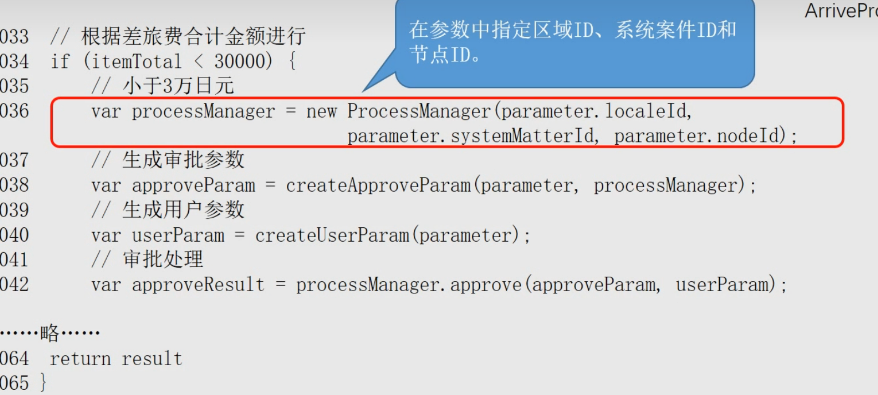 ArrivePro
在参数中指定区域ID、系统案件ID和
节点ID。
033 // 根据差旅费合计金额进行
034 if (itemTotal < 30000) {
035 // 小于3万日元
036 var processManager = new ProcessManager(parameter.localeId,
parameter.systemMatterId, parameter.nodeId);
037 // 生成审批参数
038 var approveParam = createApproveParam(parameter, processManager);
039 // 生成用户参数
040 var userParam = createUserParam(parameter);
041 // 审批处理
042 var approveResult = processManager.approve(approveParam, userParam);
……略……
064 return result
065 }